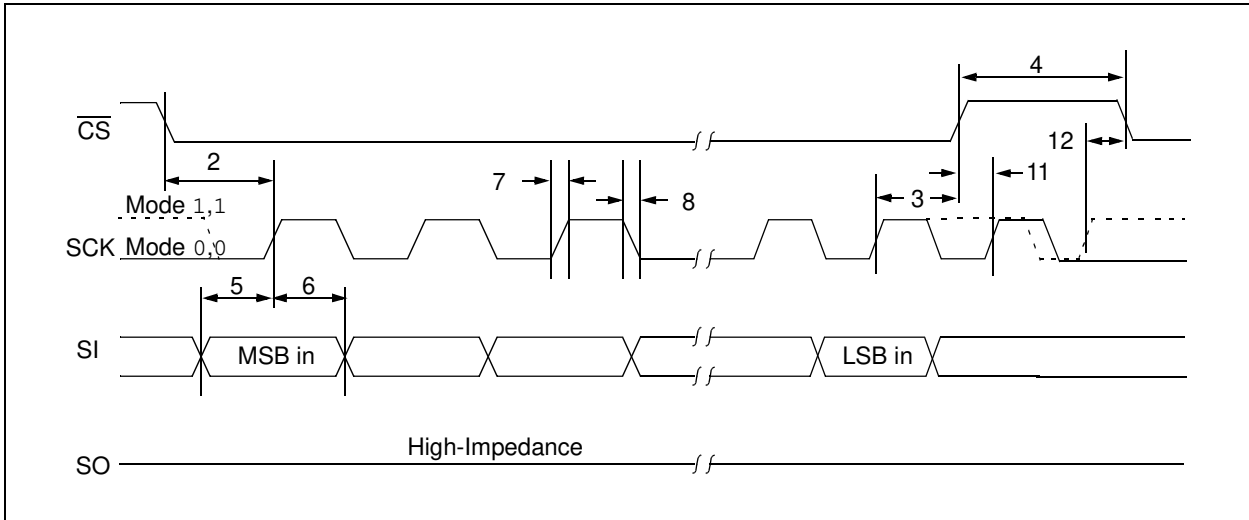 4
CS
12
2
7
8
3
11
Mode 1,1
SCK Mode 0,0
5
6
SI
MSB in
LSB in
High-Impedance
SO